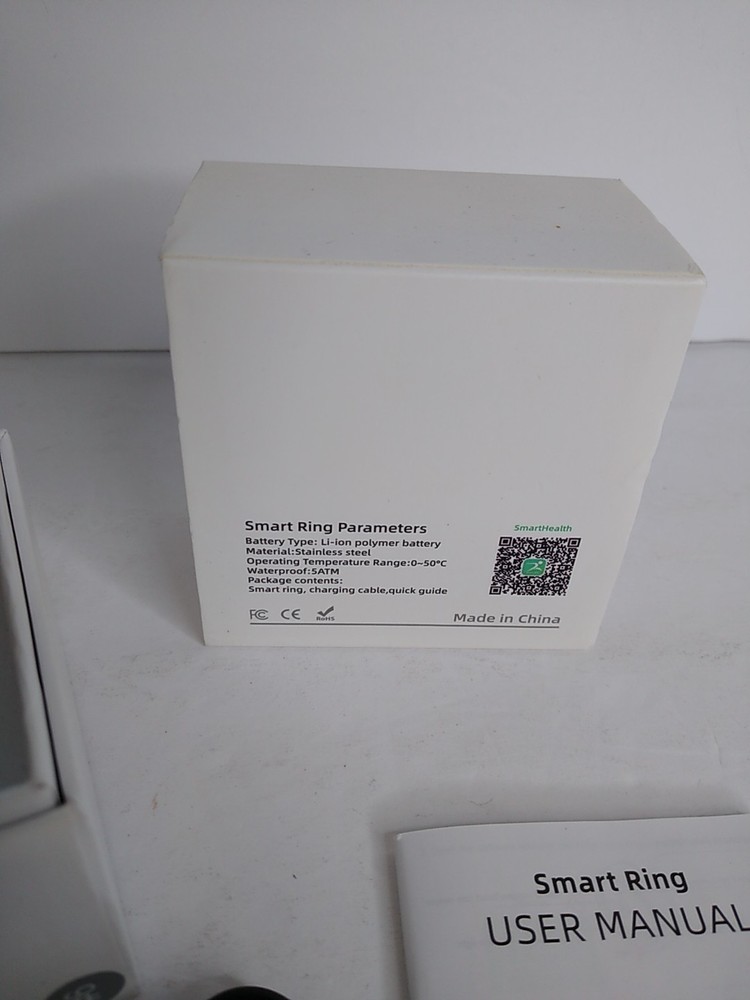 Smart Ring Parameters
Battery Type: Li-ion polymer battery
Material:Stainless steel
Operating Temperature Range:0~50°C
Waterproof:5ATM
Package contents:
Smart ring, charging cable,quick guide
SmartHealth
FC CE RoHS
Made in China
Smart Ring
USER MANUAL